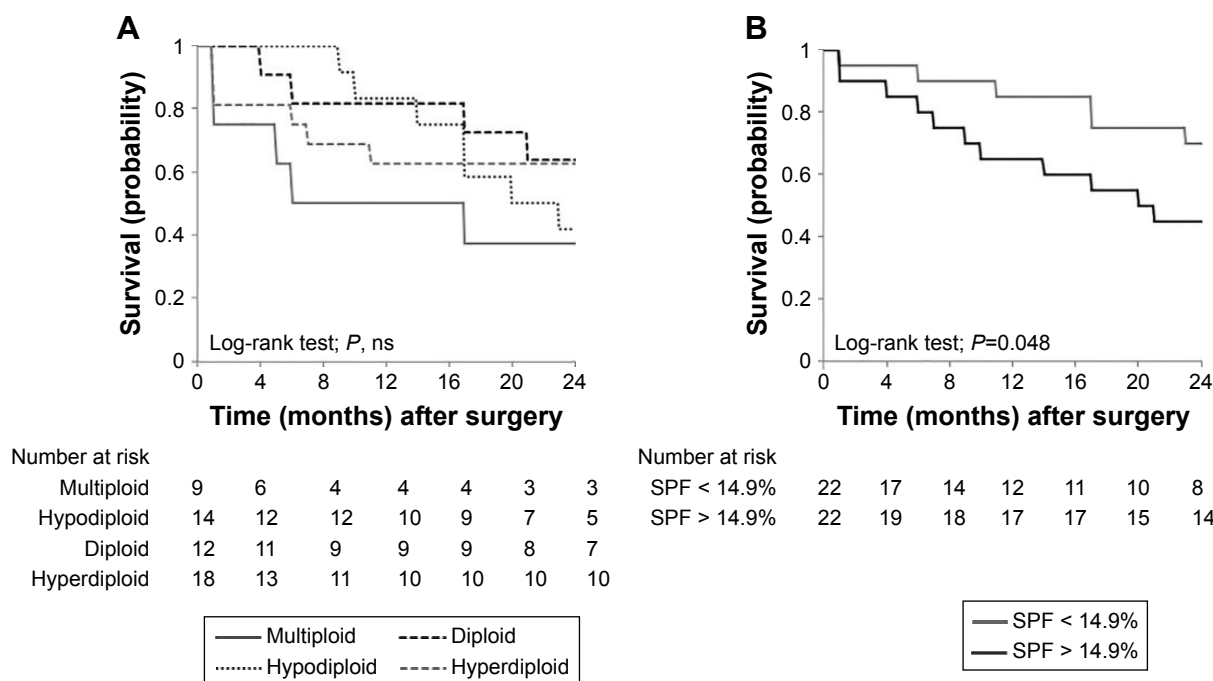 A
Survival (probability)
1
0.8
0.6
0.4
0.2
0
Log-rank test; P, ns
0 4 8 12 16 20 24
Time (months) after surgery
Number at risk
Multiploid 9 6 4 4 4 3 3
Hypodiploid 14 12 12 10 9 7 5
Diploid 12 11 9 9 9 8 7
Hyperdiploid 18 13 11 10 10 10 10
Multiploid Diploid
Hypodiploid Hyperdiploid
B
Survival (probability)
1
0.8
0.6
0.4
0.2
0
Log-rank test; P=0.048
0 4 8 12 16 20 24
Time (months) after surgery
Number at risk
SPF < 14.9% 22 17 14 12 11 10 8
SPF > 14.9% 22 19 18 17 17 15 14
SPF < 14.9%
SPF > 14.9%